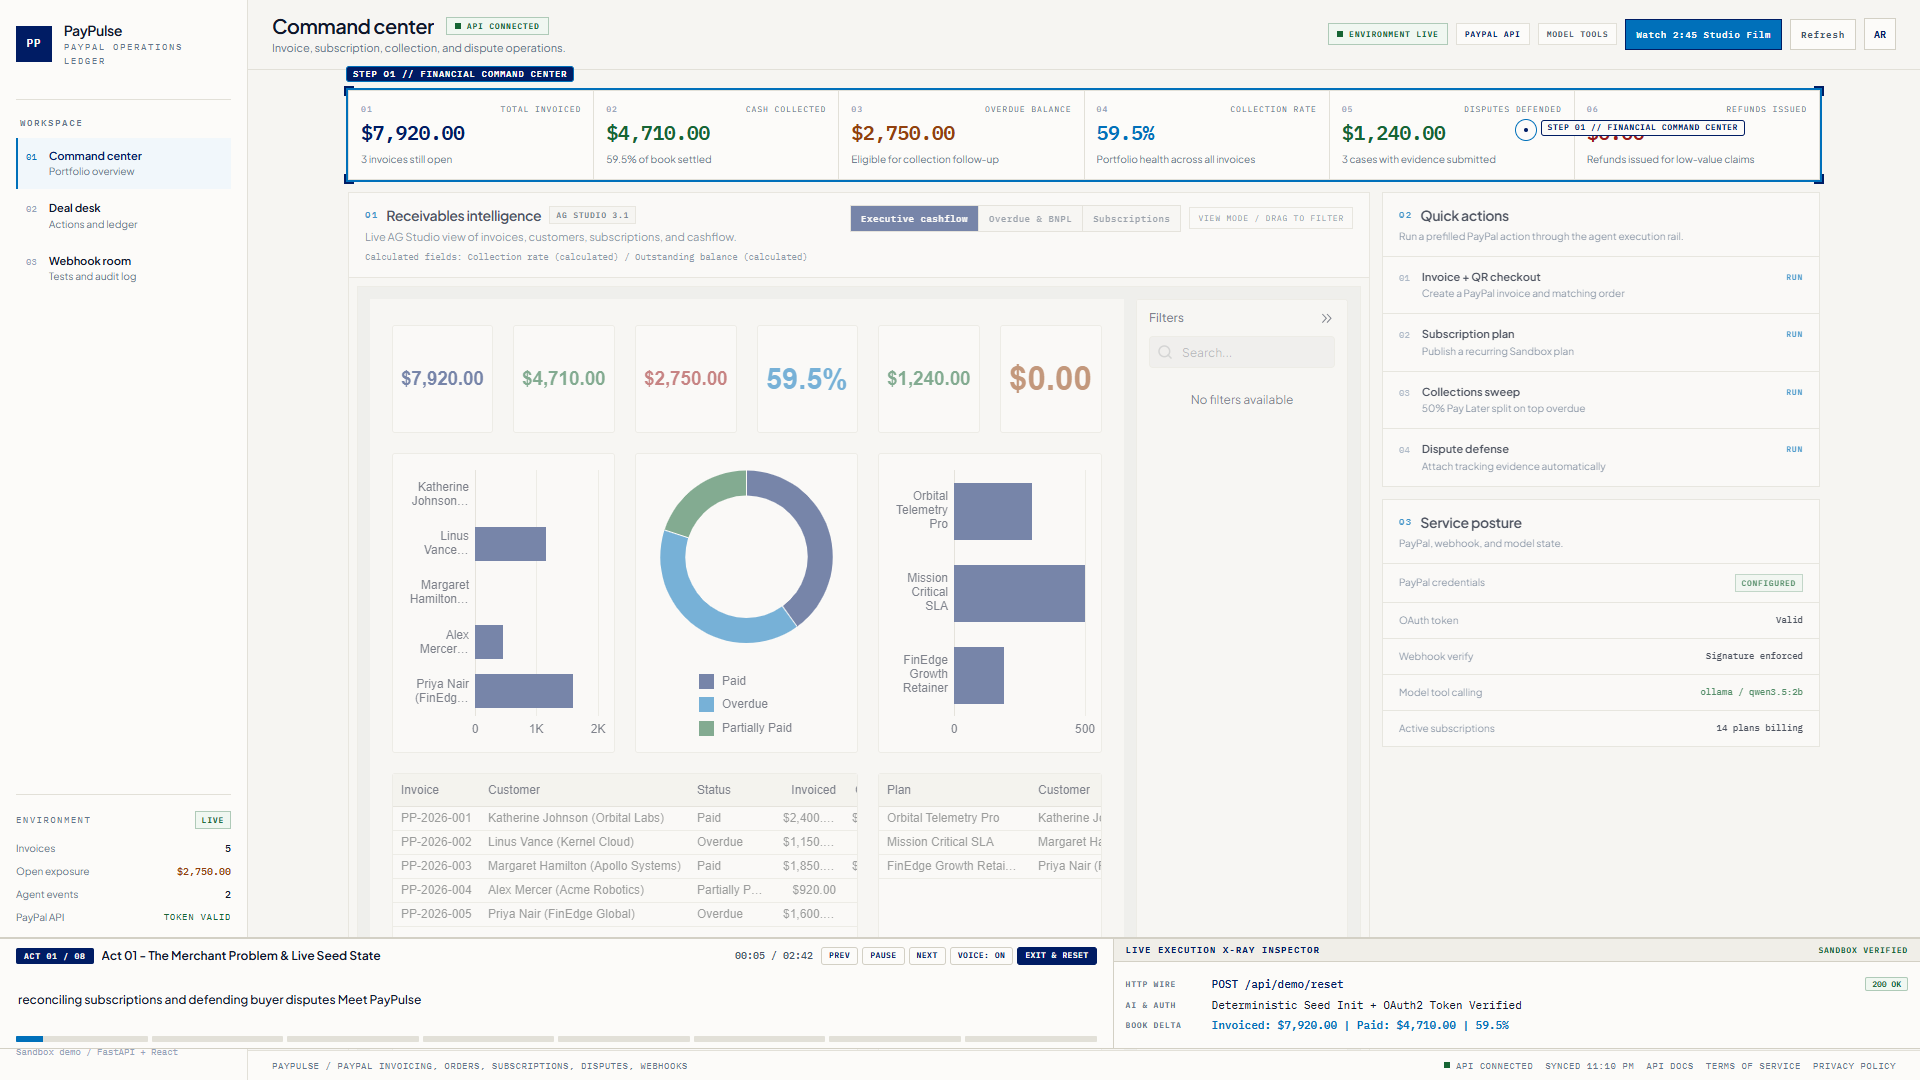 PP
PayPulse
PAYPAL OPERATIONS
LEDGER
WORKSPACE
01 Command center
Portfolio overview
02 Deal desk
Actions and ledger
03 Webhook room
Tests and audit log
ENVIRONMENT LIVE
Invoices 5
Open exposure $2,750.00
Agent events 2
PayPal API TOKEN VALID
Command center API CONNECTED
Invoice, subscription, collection, and dispute operations.
ENVIRONMENT LIVE PAYPAL API MODEL TOOLS Watch 2:45 Studio Film Refresh AR
STEP 01 // FINANCIAL COMMAND CENTER
01 TOTAL INVOICED
$7,920.00
3 invoices still open
02 CASH COLLECTED
$4,710.00
59.5% of book settled
03 OVERDUE BALANCE
$2,750.00
Eligible for collection follow-up
04 COLLECTION RATE
59.5%
Portfolio health across all invoices
05 DISPUTES DEFENDED
$1,240.00
3 cases with evidence submitted
06 REFUNDS ISSUED
STEP 01 // FINANCIAL COMMAND CENTER
Refunds issued for low-value claims
01 Receivables intelligence AG STUDIO 3.1
Live AG Studio view of invoices, customers, subscriptions, and cashflow.
Calculated fields: Collection rate (calculated) / Outstanding balance (calculated)
Executive cashflow Overdue & BNPL Subscriptions VIEW MODE / DRAG TO FILTER
$7,920.00 $4,710.00 $2,750.00 59.5% $1,240.00 $0.00
Filters
Search...
No filters available
Katherine
Johnson...
Linus
Vance...
Margaret
Hamilton...
Alex
Mercer...
Priya Nair
(FinEdg...
0 1K 2K
Paid
Overdue
Partially Paid
Orbital
Telemetry
Pro
Mission
Critical
SLA
FinEdge
Growth
Retainer
0 500
Invoice Customer Status Invoiced
PP-2026-001 Katherine Johnson (Orbital Labs) Paid $2,400.... $
PP-2026-002 Linus Vance (Kernel Cloud) Overdue $1,150....
PP-2026-003 Margaret Hamilton (Apollo Systems) Paid $1,850.... $
PP-2026-004 Alex Mercer (Acme Robotics) Partially P... $920.00
PP-2026-005 Priya Nair (FinEdge Global) Overdue $1,600....
Plan Customer
Orbital Telemetry Pro Katherine Jo
Mission Critical SLA Margaret Ha
FinEdge Growth Retai... Priya Nair (F
02 Quick actions
Run a prefilled PayPal action through the agent execution rail.
01 Invoice + QR checkout RUN
Create a PayPal invoice and matching order
02 Subscription plan RUN
Publish a recurring Sandbox plan
03 Collections sweep RUN
50% Pay Later split on top overdue
04 Dispute defense RUN
Attach tracking evidence automatically
03 Service posture
PayPal, webhook, and model state.
PayPal credentials CONFIGURED
OAuth token Valid
Webhook verify Signature enforced
Model tool calling ollama / qwen3.5:2b
Active subscriptions 14 plans billing
ACT 01 / 08 Act 01 – The Merchant Problem & Live Seed State
00:05 / 02:42 PREV PAUSE NEXT VOICE: ON EXIT & RESET
reconciling subscriptions and defending buyer disputes Meet PayPulse
LIVE EXECUTION X-RAY INSPECTOR SANDBOX VERIFIED
HTTP WIRE POST /api/demo/reset 200 OK
AI & AUTH Deterministic Seed Init + OAuth2 Token Verified
BOOK DELTA Invoiced: $7,920.00 | Paid: $4,710.00 | 59.5%
Sandbox demo / FastAPI + React
PAYPULSE / PAYPAL INVOICING, ORDERS, SUBSCRIPTIONS, DISPUTES, WEBHOOKS
API CONNECTED SYNCED 11:10 PM API DOCS TERMS OF SERVICE PRIVACY POLICY